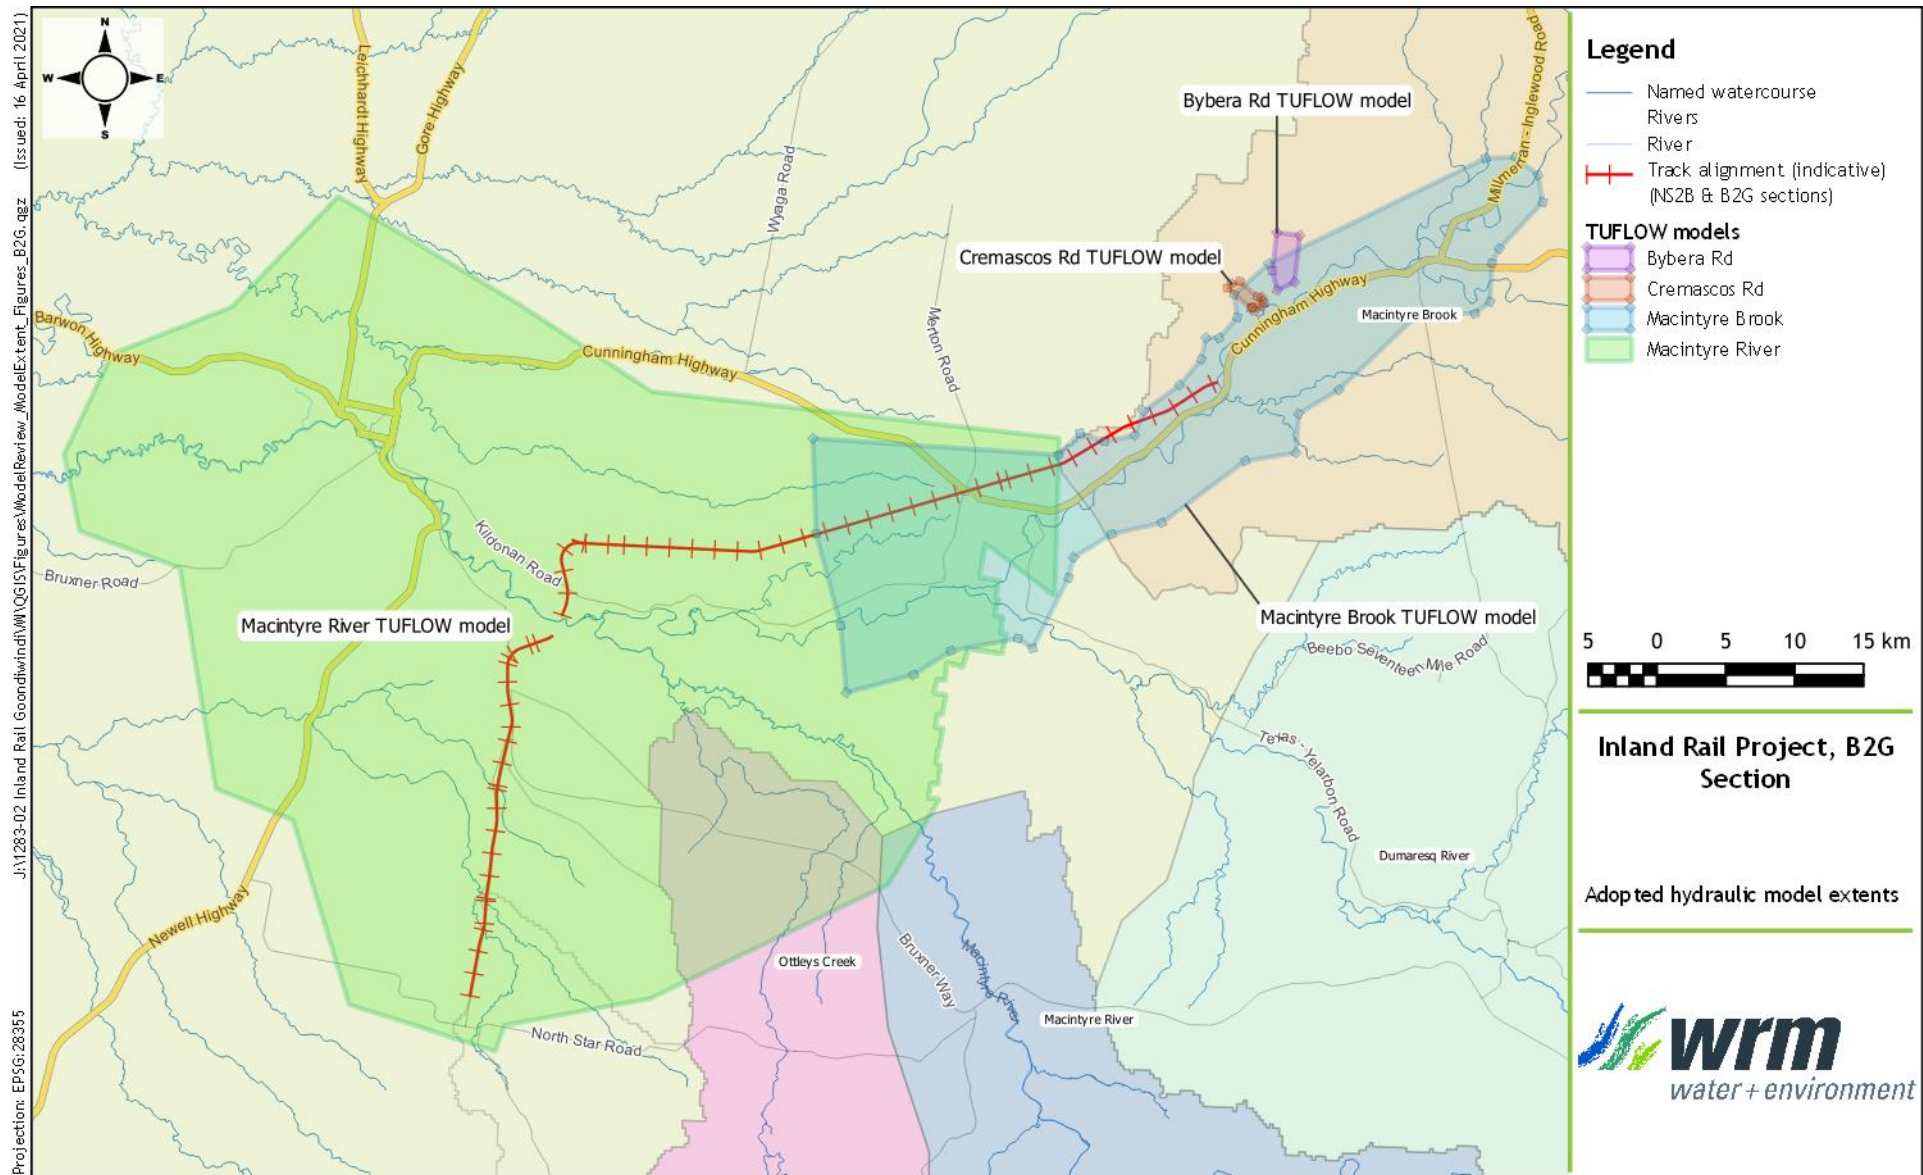 Projection: EPSG:28355
J:\1283-02 Inland Rail Goondiwindi\WI\QGIS\Figures\ModelReview_ModelExtent_Figures_B2G.qgz
(Issued: 16 April 2021)
N
W
E
S
Leichhardt Highway
Gore Highway
Wyaga Road
Bybera Rd TUFLOW model
Millmerran - Inglewood Road
Cremascos Rd TUFLOW model
Barwon Highway
Cunningham Highway
Merton Road
Cunningham Highway
Macintyre Brook
Kildonan Road
Bruxner Road
Macintyre River TUFLOW model
Macintyre Brook TUFLOW model
Beebo Seventeen Mile Road
Texas - Yelarbon Road
Dumaresq River
Newell Highway
Ottleys Creek
Bruxner Way
Macintyre River
Macintyre River
North Star Road
Legend
Named watercourse
Rivers
River
Track alignment (indicative)
(NS2B & B2G sections)
TUFLOW models
Bybera Rd
Cremascos Rd
Macintyre Brook
Macintyre River
5 0 5 10 15 km
Inland Rail Project, B2G
Section
Adopted hydraulic model extents
wrm
water + environment